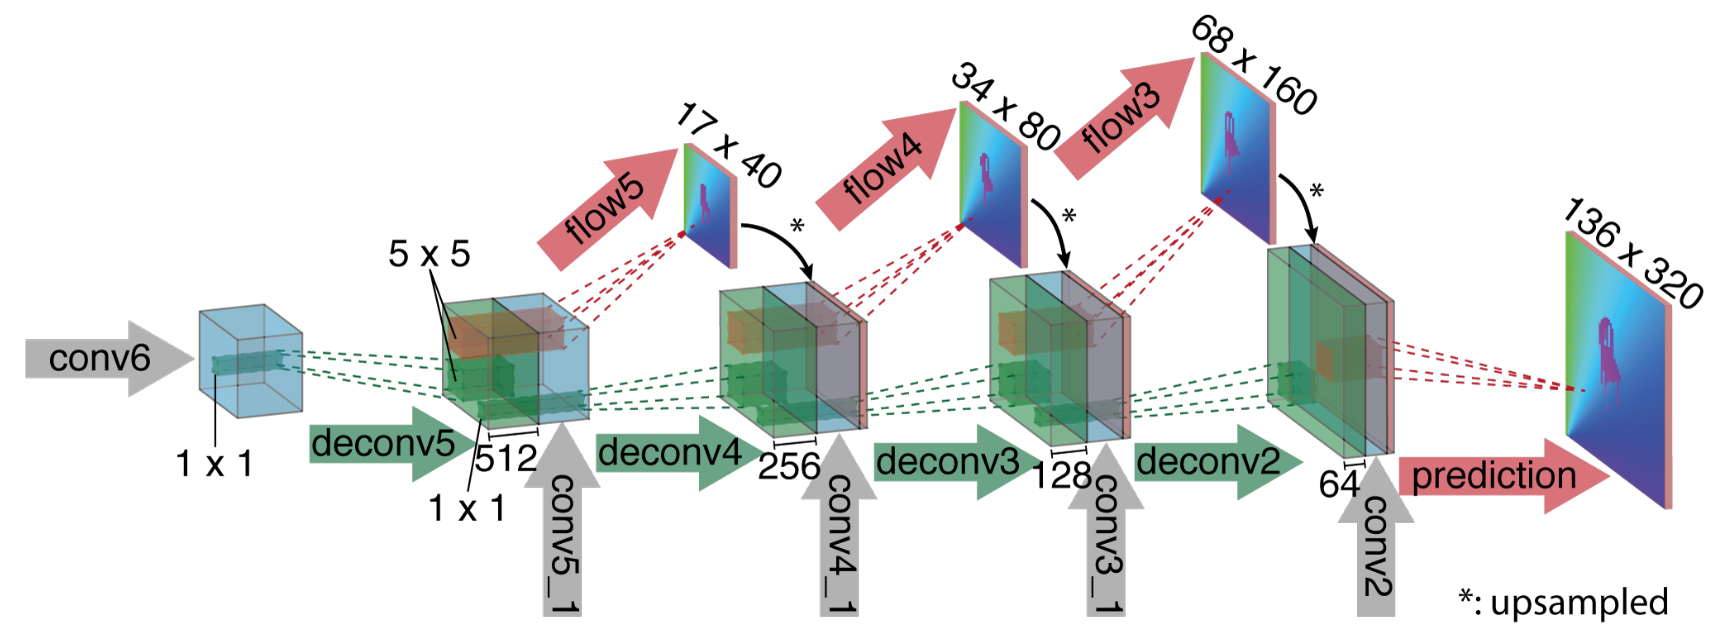 conv6
1 x 1
deconv5
5 x 5
512
1 x 1
conv5_1
flow5
17 x 40
*
deconv4
256
conv4_1
flow4
34 x 80
*
deconv3
128
conv3_1
flow3
68 x 160
*
deconv2
64
conv2
prediction
136 x 320
*: upsampled